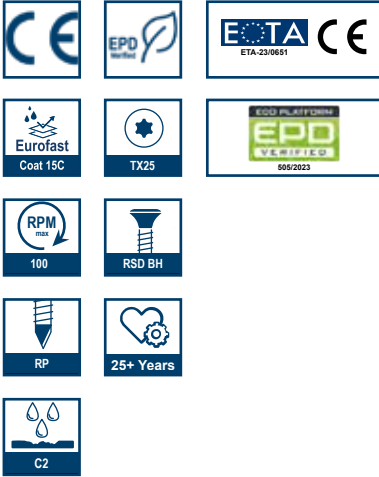 CE
EPD
Verified
EOTA CE
ETA-23/0651
Eurofast
Coat 15C
TX25
ECO PLATFORM
EPD
VERIFIED
505/2023
RPM
max
100
RSD BH
RP
25+ Years
C2